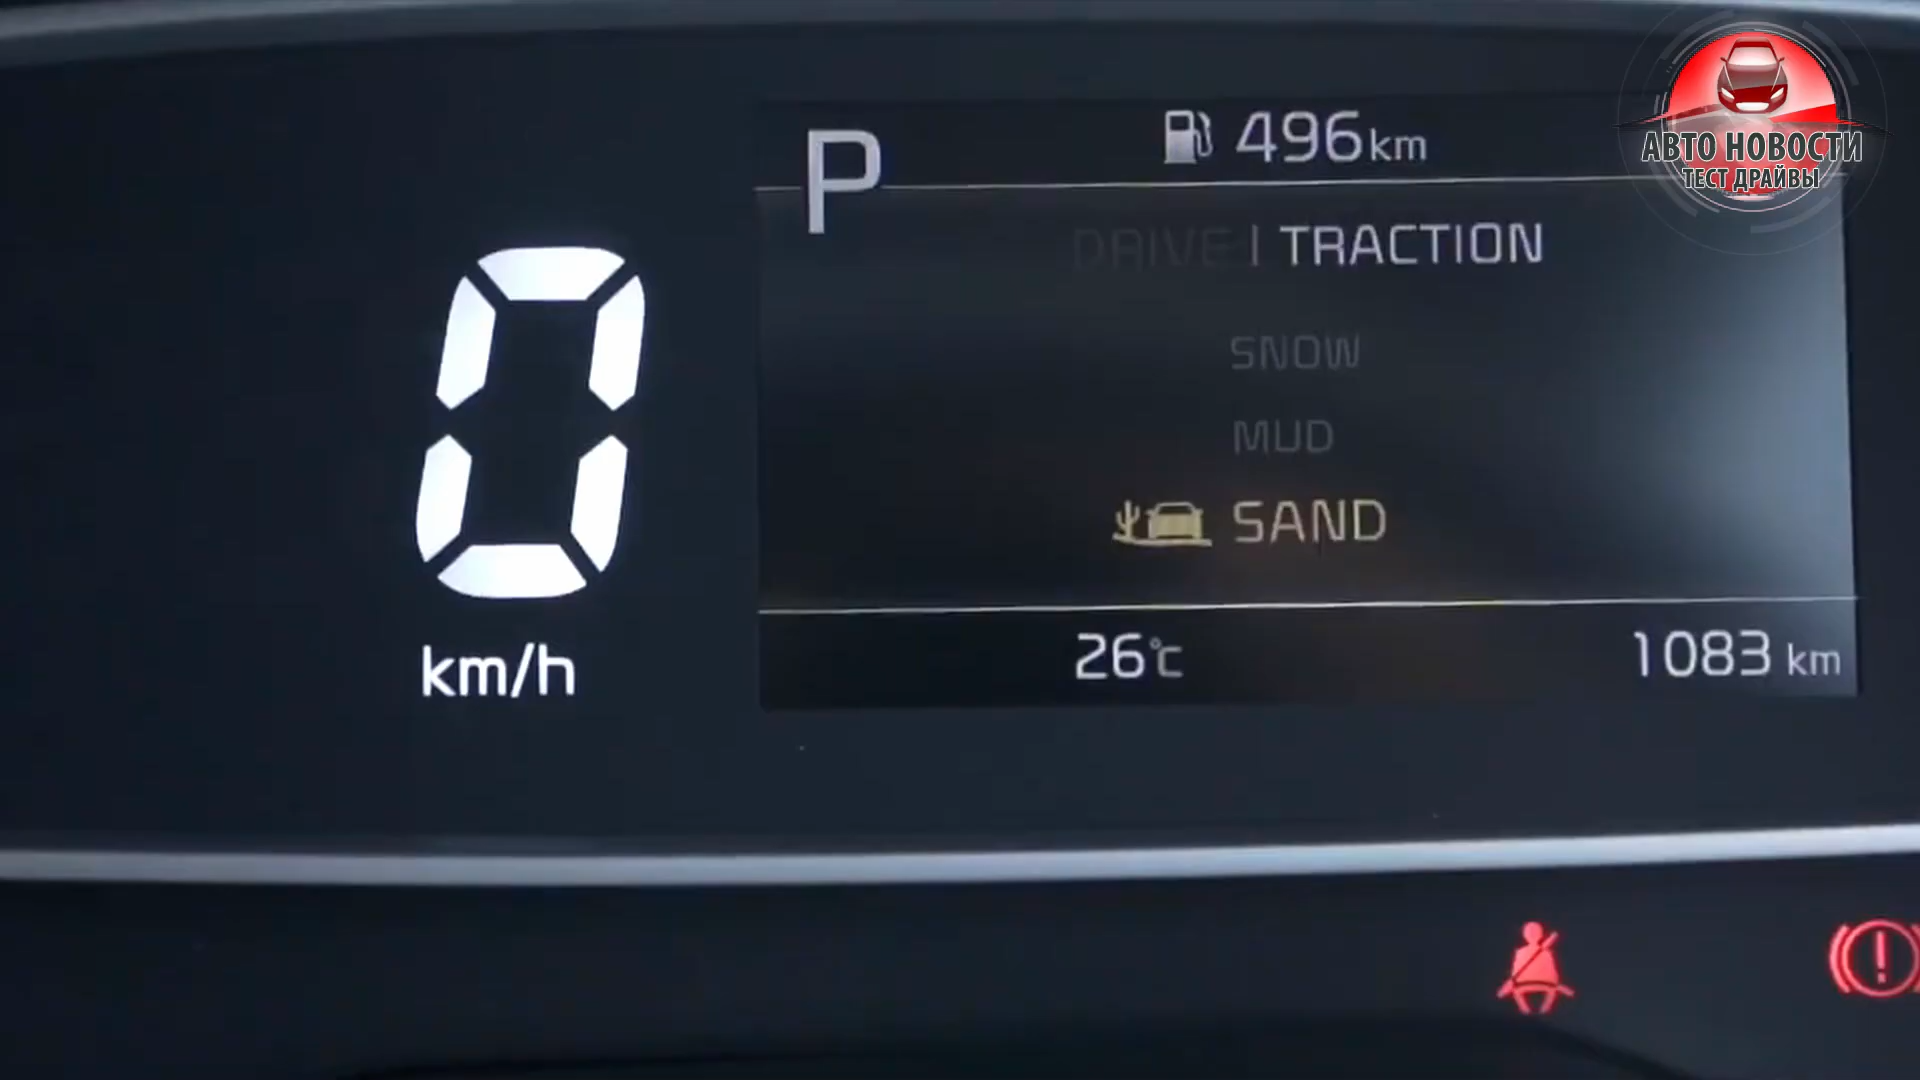 P
496km
АВТО НОВОСТИ
ТЕСТ ДРАЙВЫ
DRIVE | TRACTION
SNOW
MUD
SAND
0
km/h
26°C
1083 km